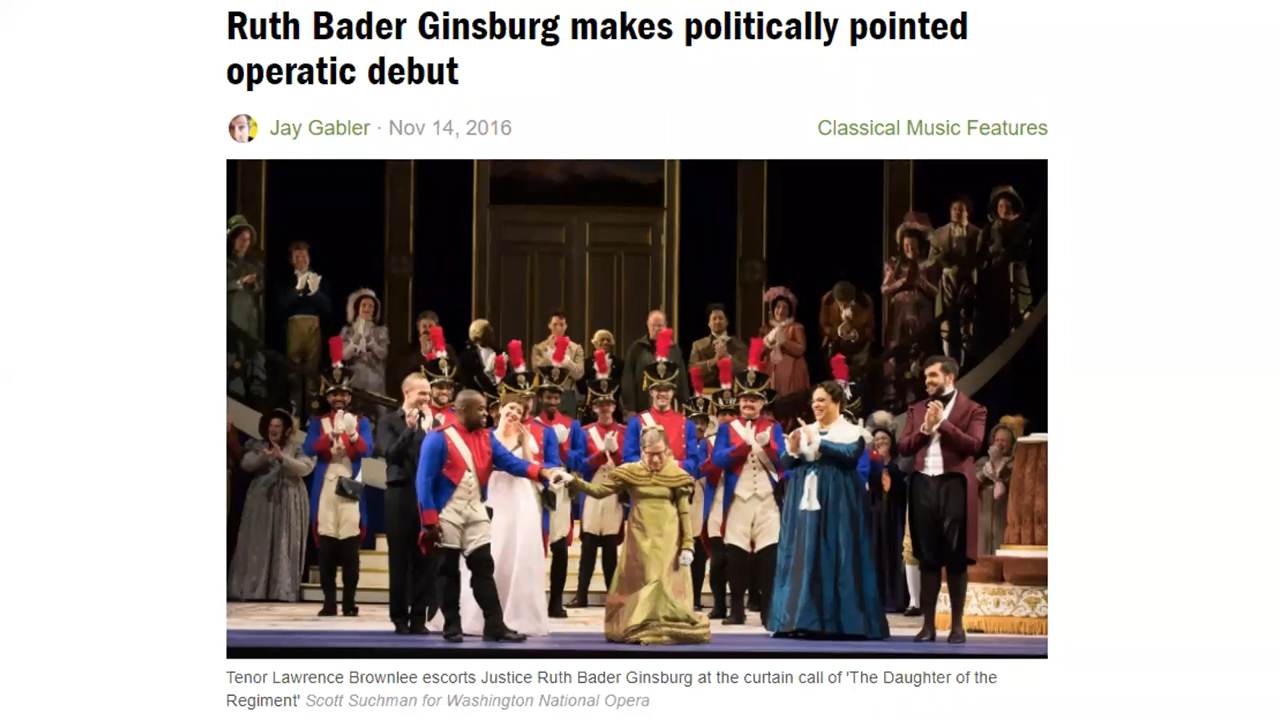 Ruth Bader Ginsburg makes politically pointed
operatic debut
Jay Gabler · Nov 14, 2016
Classical Music Features
Tenor Lawrence Brownlee escorts Justice Ruth Bader Ginsburg at the curtain call of 'The Daughter of the
Regiment' Scott Suchman for Washington National Opera